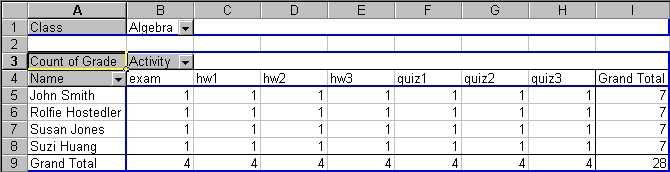 A B C D E F G H I
1 Class Algebra
2
3 Count of Grade Activity
4 Name exam hw1 hw2 hw3 quiz1 quiz2 quiz3 Grand Total
5 John Smith 1 1 1 1 1 1 1 7
6 Rolfie Hostedler 1 1 1 1 1 1 1 7
7 Susan Jones 1 1 1 1 1 1 1 7
8 Suzi Huang 1 1 1 1 1 1 1 7
9 Grand Total 4 4 4 4 4 4 4 28